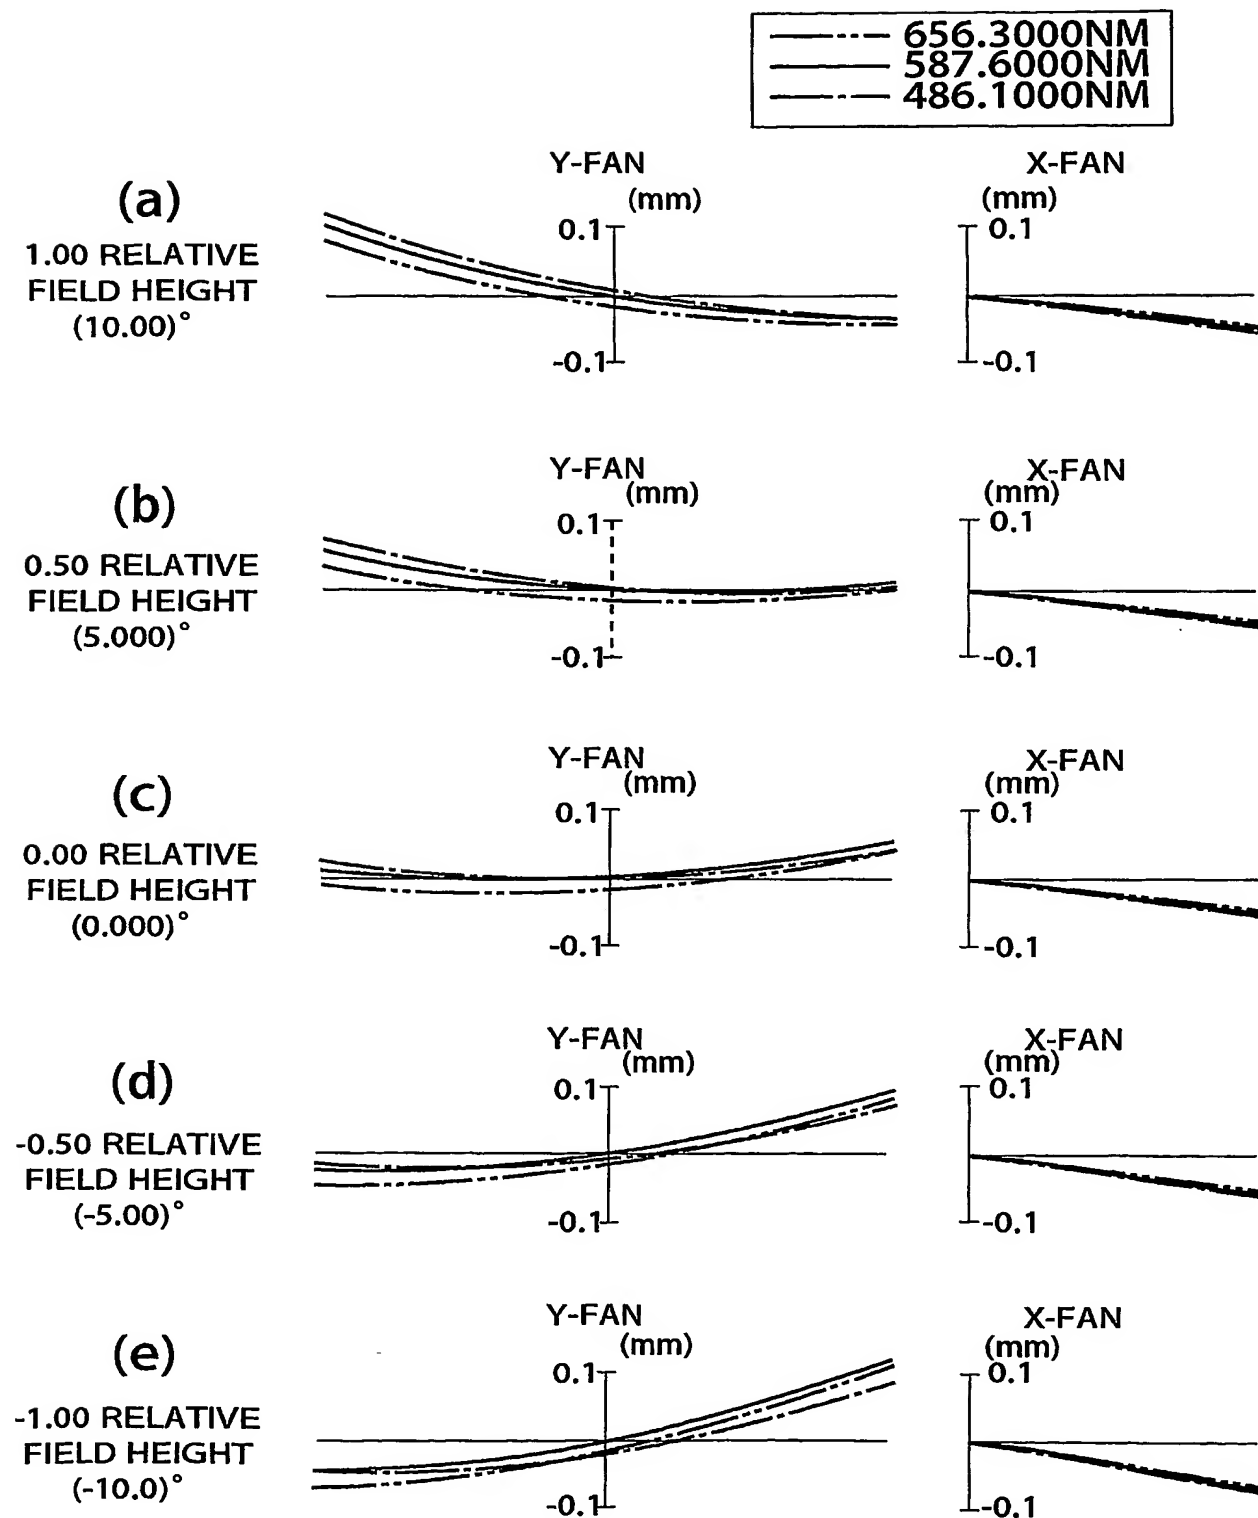 656.3000NM
587.6000NM
486.1000NM
Y-FAN X-FAN
(a) (mm) (mm)
0.1 0.1
1.00 RELATIVE
FIELD HEIGHT
(10.00)°
-0.1 -0.1
Y-FAN X-FAN
(b) (mm) (mm)
0.1 0.1
0.50 RELATIVE
FIELD HEIGHT
(5.000)°
-0.1 -0.1
Y-FAN X-FAN
(c) (mm) (mm)
0.1 0.1
0.00 RELATIVE
FIELD HEIGHT
(0.000)°
-0.1 -0.1
Y-FAN X-FAN
(d) (mm) (mm)
0.1 0.1
-0.50 RELATIVE
FIELD HEIGHT
(-5.00)°
-0.1 -0.1
Y-FAN X-FAN
(e) (mm) (mm)
0.1 0.1
-1.00 RELATIVE
FIELD HEIGHT
(-10.0)°
-0.1 -0.1